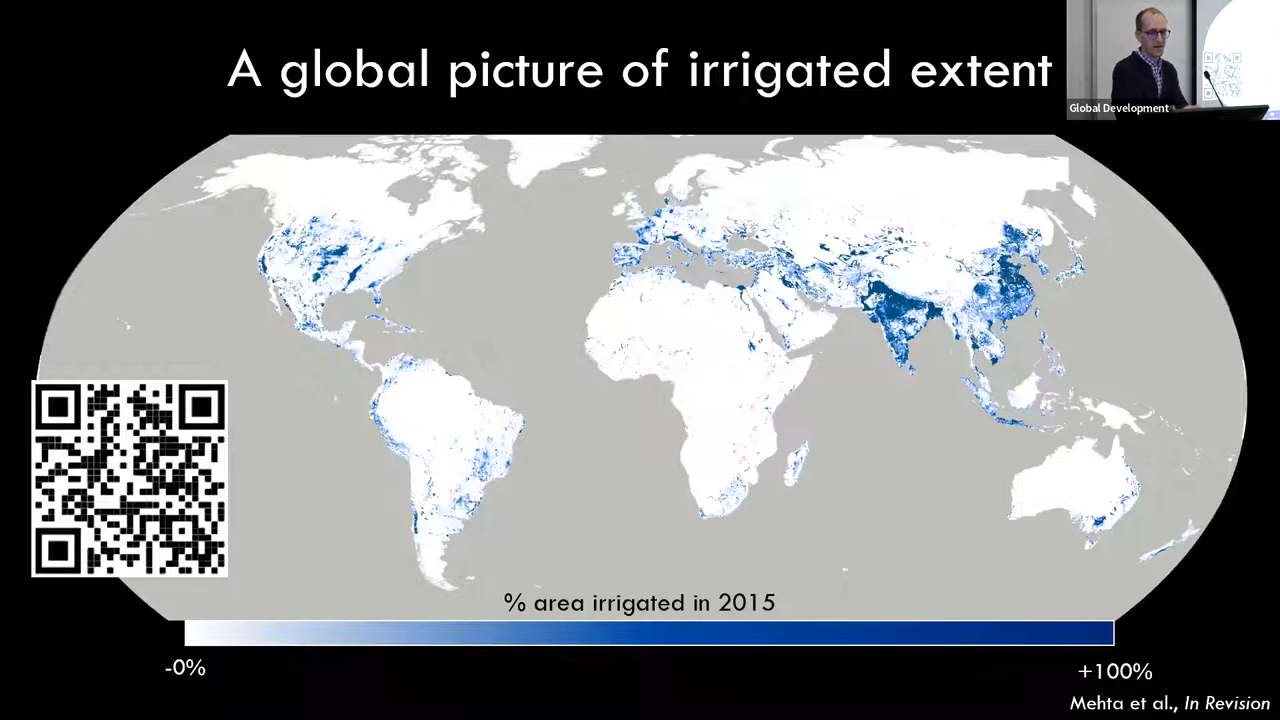 A global picture of irrigated extent
Global Development
% area irrigated in 2015
-0%
+100%
Mehta et al., In Revision